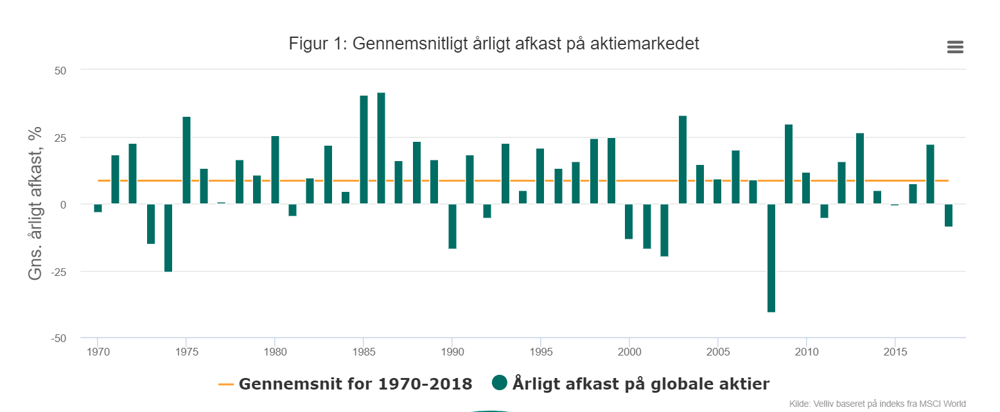 Figur 1: Gennemsnitligt årligt afkast på aktiemarkedet
Gns. årligt afkast, %
50
25
0
-25
-50
1970 1975 1980 1985 1990 1995 2000 2005 2010 2015
Gennemsnit for 1970-2018 Årligt afkast på globale aktier
Kilde: Velliv baseret på indeks fra MSCI World